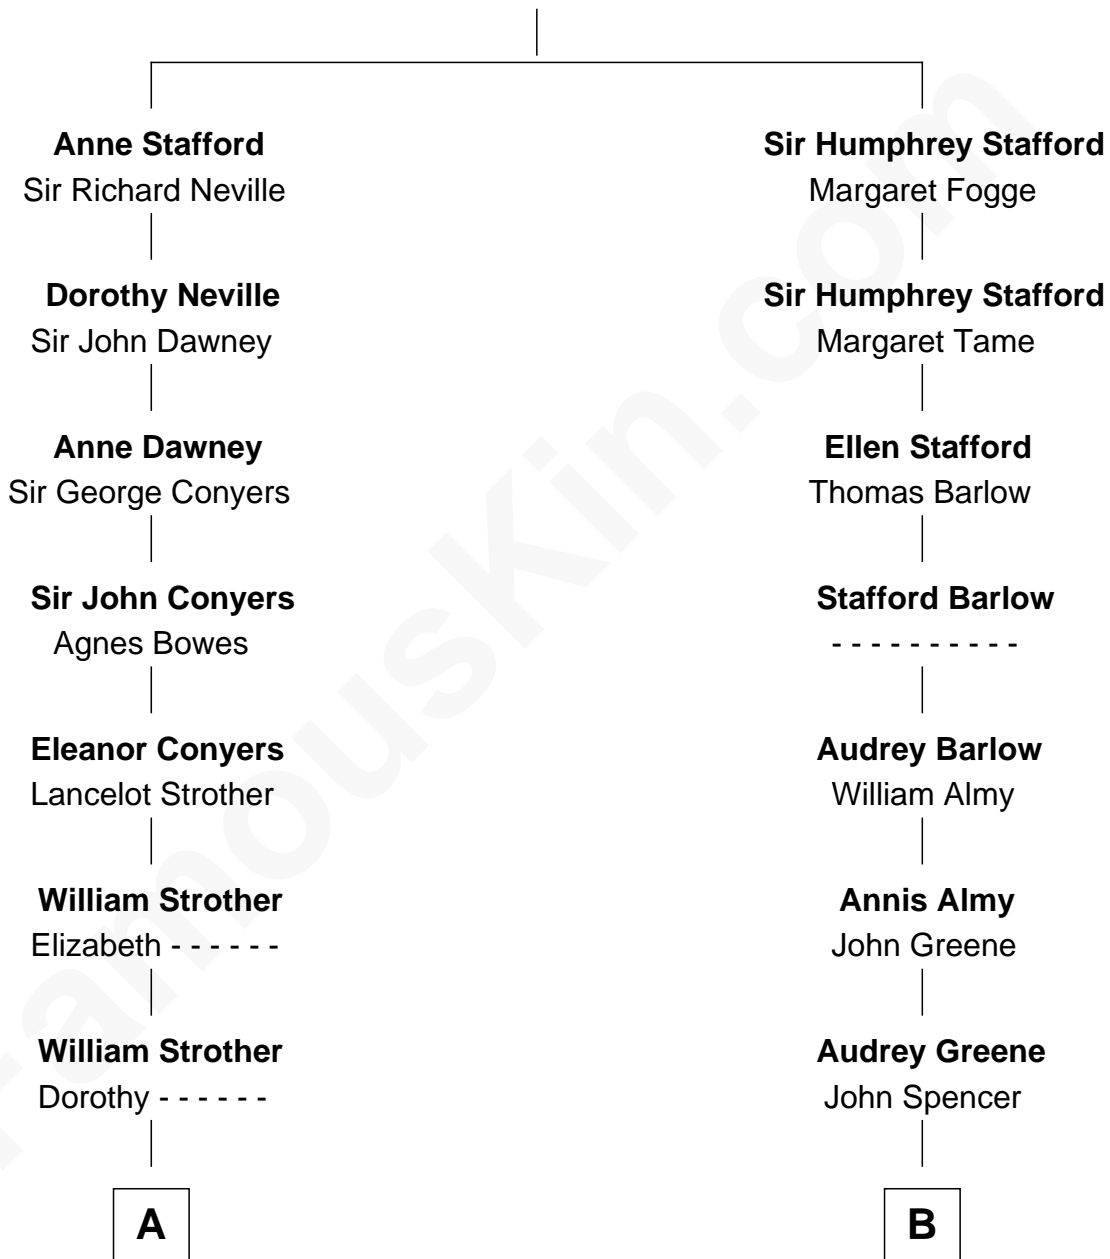 Anne Stafford
Sir Richard Neville
Dorothy Neville
Sir John Dawney
Anne Dawney
Sir George Conyers
Sir John Conyers
Agnes Bowes
Eleanor Conyers
Lancelot Strother
William Strother
Elizabeth - - - - - -
William Strother
Dorothy - - - - - -
A
Sir Humphrey Stafford
Margaret Fogge
Sir Humphrey Stafford
Margaret Tame
Ellen Stafford
Thomas Barlow
Stafford Barlow
- - - - - - - - - -
Audrey Barlow
William Almy
Annis Almy
John Greene
Audrey Greene
John Spencer
B
FamousKin.com